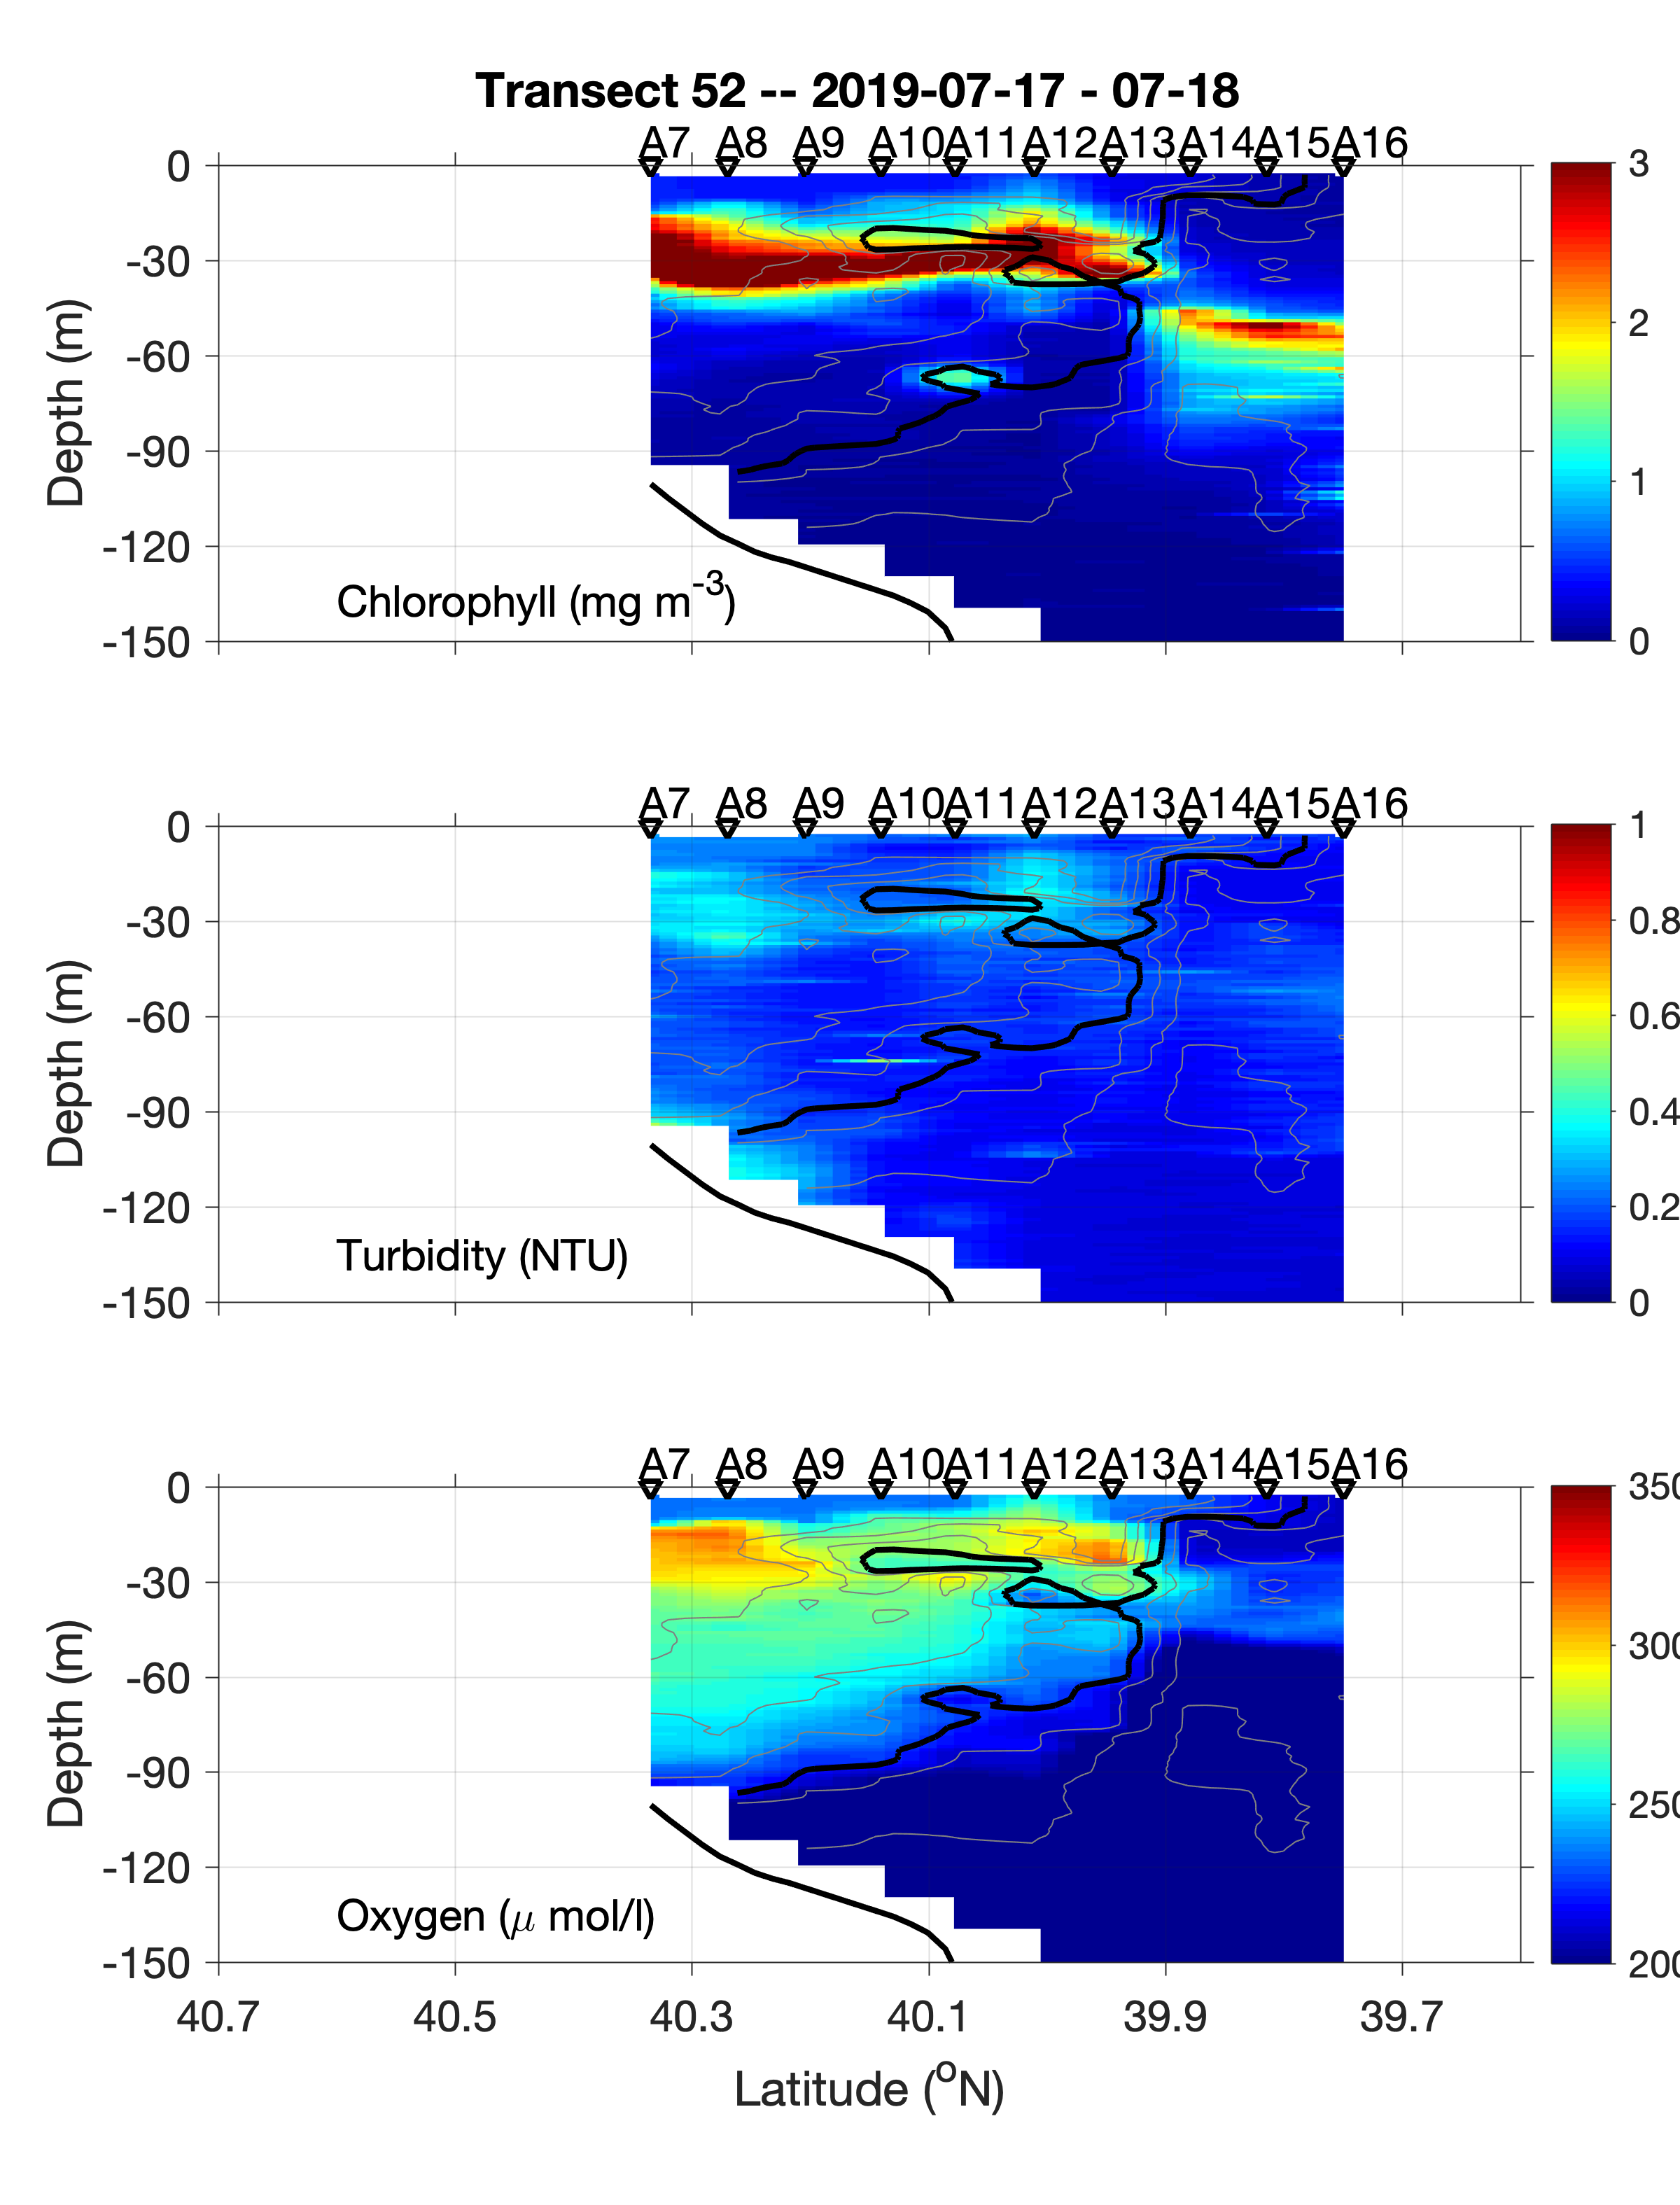 Transect 52 -- 2019-07-17 - 07-18
A7 A8 A9 A10 A11 A12 A13 A14 A15 A16
0
-30
-60
-90
-120
-150
Depth (m)
Chlorophyll (mg m-3)
3
2
1
0
A7 A8 A9 A10 A11 A12 A13 A14 A15 A16
0
-30
-60
-90
-120
-150
Depth (m)
Turbidity (NTU)
1
0.8
0.6
0.4
0.2
0
A7 A8 A9 A10 A11 A12 A13 A14 A15 A16
0
-30
-60
-90
-120
-150
Depth (m)
Oxygen (μ mol/l)
350
300
250
200
40.7 40.5 40.3 40.1 39.9 39.7
Latitude (oN)